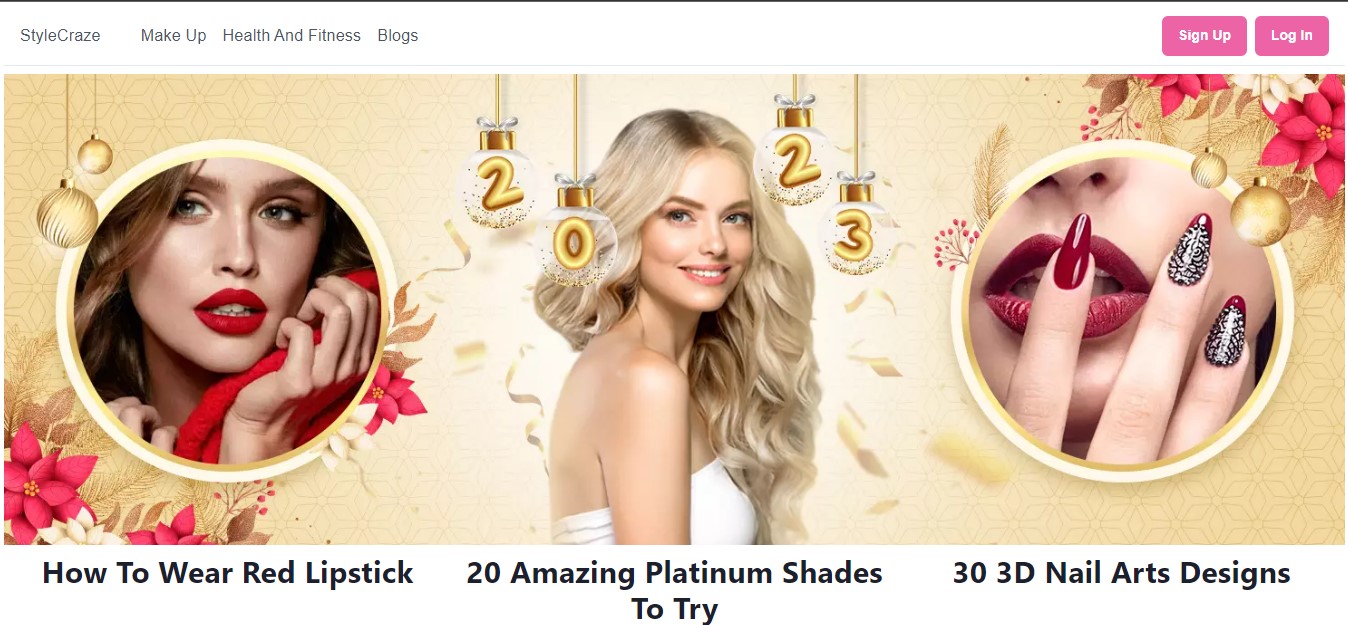 StyleCraze Make Up Health And Fitness Blogs Sign Up Log In
2 0 2 3
How To Wear Red Lipstick
20 Amazing Platinum Shades
To Try
30 3D Nail Arts Designs